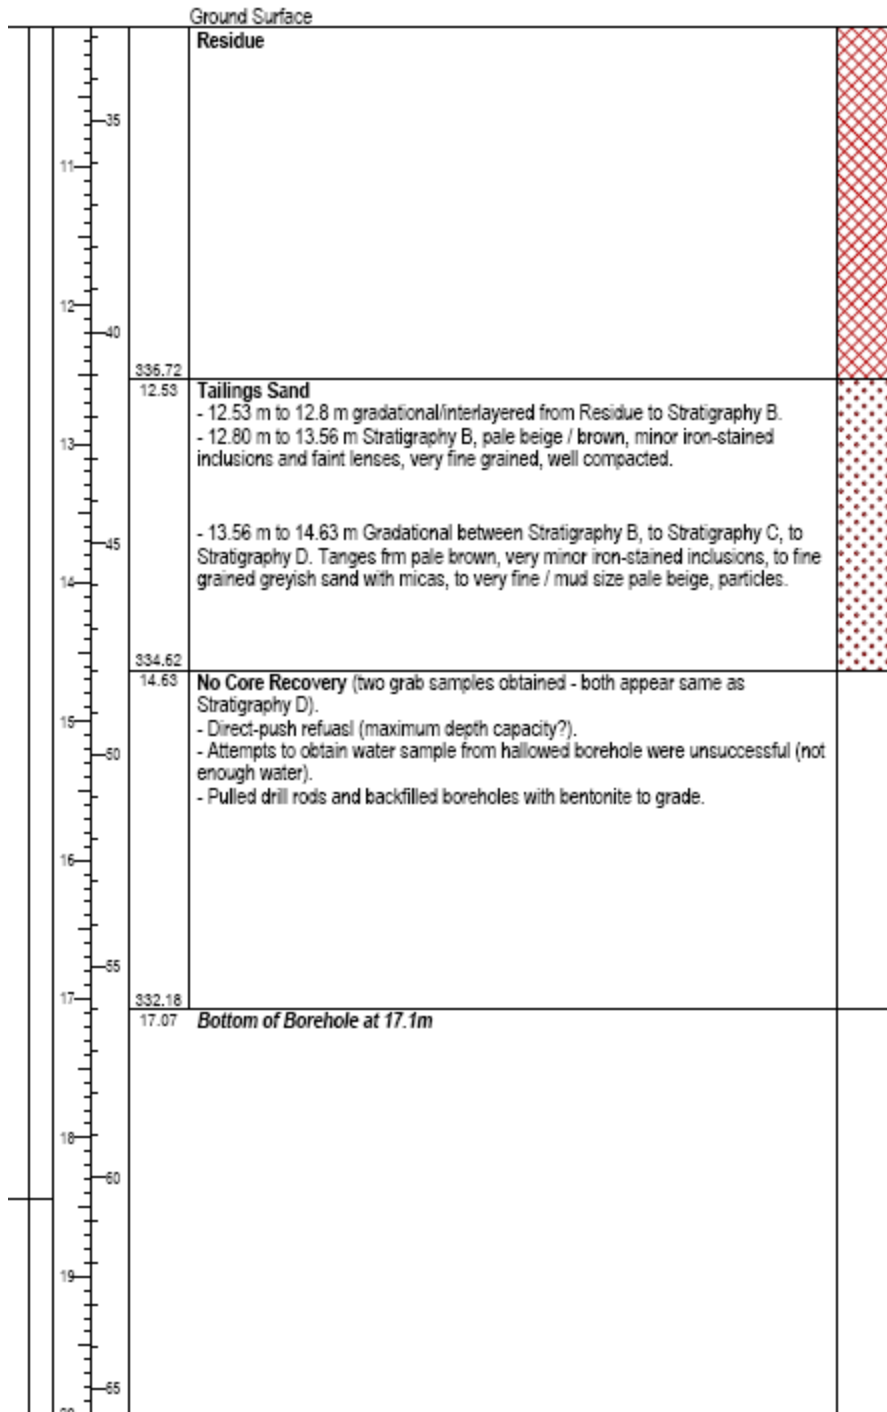 Ground Surface
Residue
35
11
12
40
336.72
12.53
Tailings Sand
- 12.53 m to 12.8 m gradational/interlayered from Residue to Stratigraphy B.
- 12.80 m to 13.56 m Stratigraphy B, pale beige / brown, minor iron-stained
inclusions and faint lenses, very fine grained, well compacted.
13
- 13.56 m to 14.63 m Gradational between Stratigraphy B, to Stratigraphy C, to
Stratigraphy D. Tanges frm pale brown, very minor iron-stained inclusions, to fine
grained greyish sand with micas, to very fine / mud size pale beige, particles.
45
14
334.62
14.63
No Core Recovery (two grab samples obtained - both appear same as
Stratigraphy D).
- Direct-push refuasl (maximum depth capacity?).
- Attempts to obtain water sample from hallowed borehole were unsuccessful (not
enough water).
- Pulled drill rods and backfilled boreholes with bentonite to grade.
15
50
16
55
17
332.18
17.07
Bottom of Borehole at 17.1m
18
60
19
65